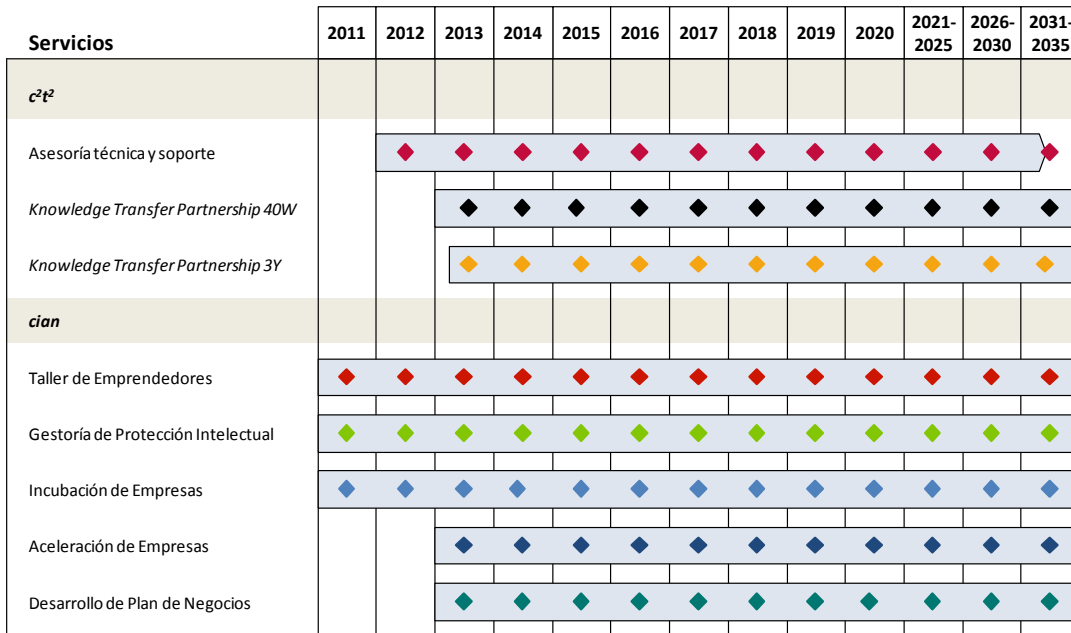 Servicios 2011 2012 2013 2014 2015 2016 2017 2018 2019 2020 2021-2025 2026-2030 2031-2035
c²t²
Asesoría técnica y soporte
Knowledge Transfer Partnership 40W
Knowledge Transfer Partnership 3Y
cian
Taller de Emprendedores
Gestoría de Protección Intelectual
Incubación de Empresas
Aceleración de Empresas
Desarrollo de Plan de Negocios